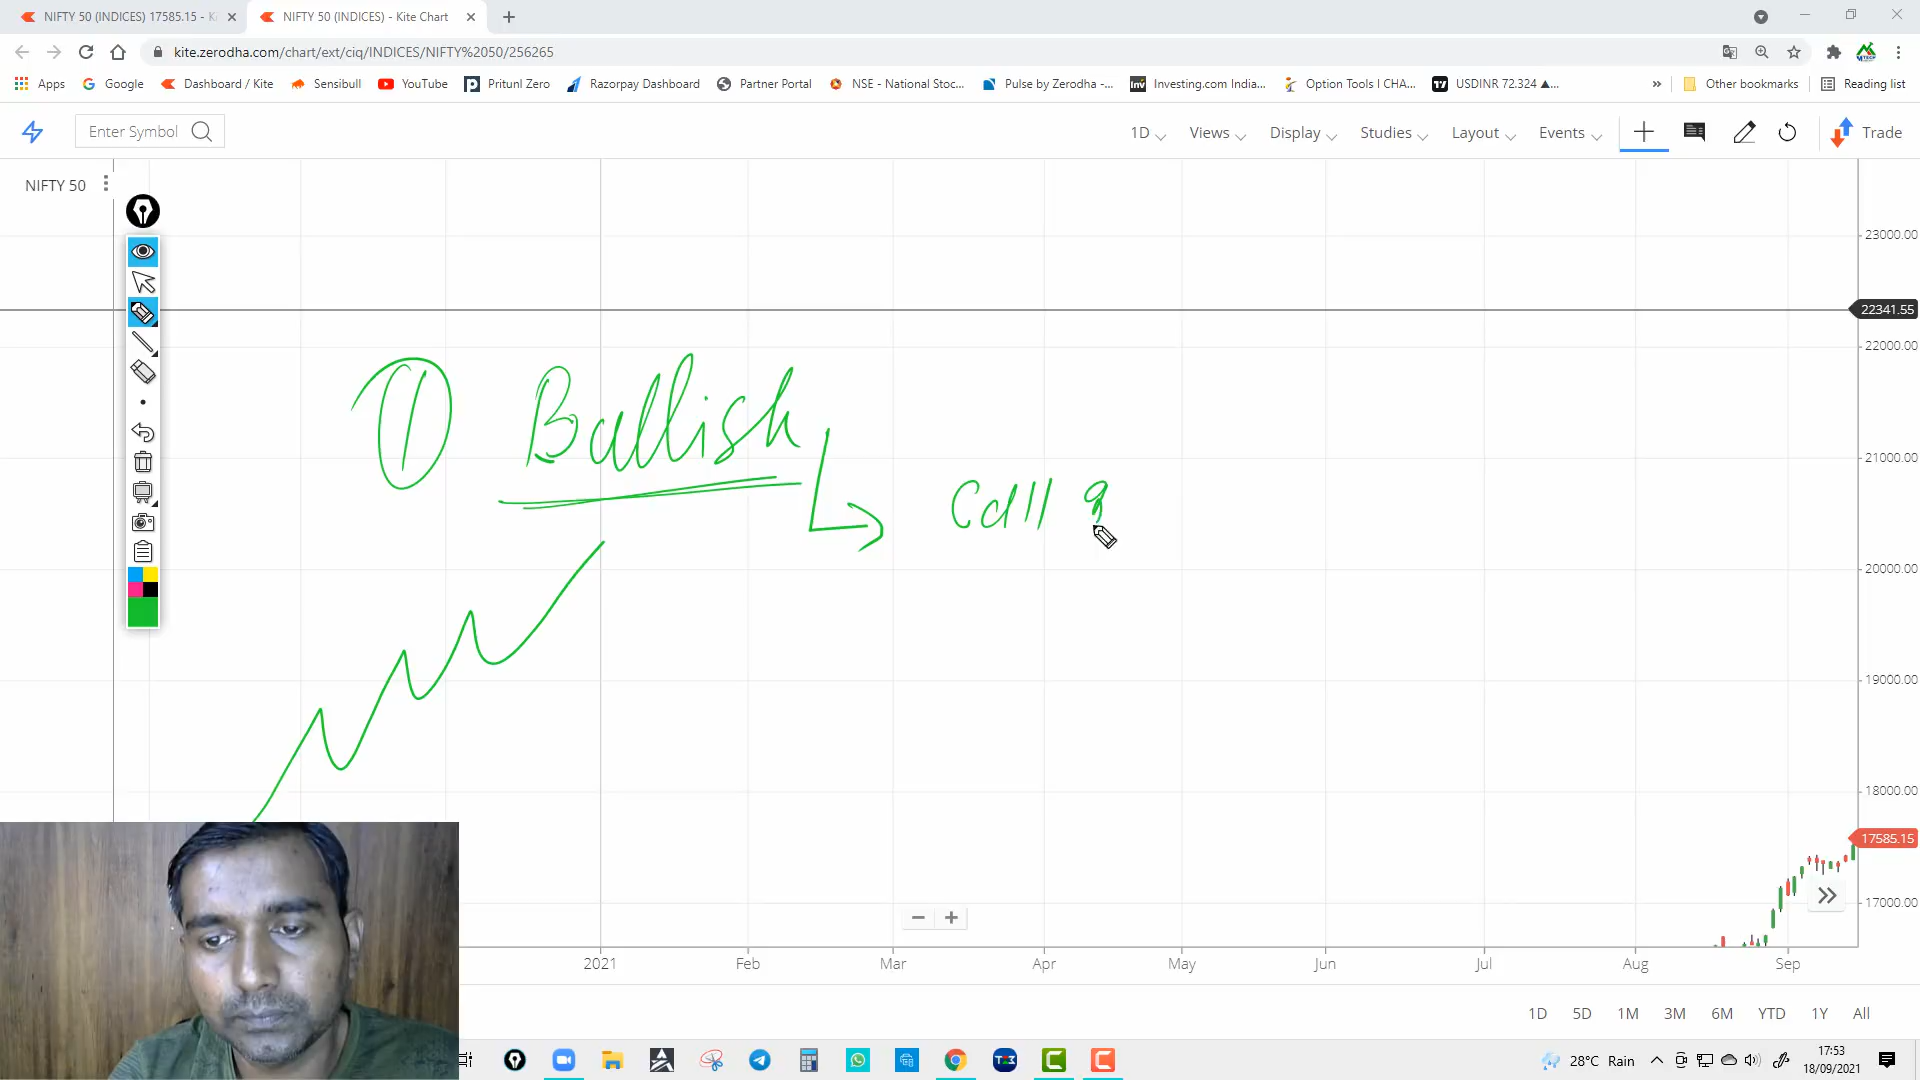 NIFTY 50 (INDICES) 17585.15 - Ki
NIFTY 50 (INDICES) - Kite Chart
kite.zerodha.com/chart/ext/ciq/INDICES/NIFTY%2050/256265
Apps Google Dashboard / Kite Sensibull YouTube Pritunl Zero Razorpay Dashboard Partner Portal NSE - National Stoc... Pulse by Zerodha -... Investing.com India... Option Tools I CHA... USDINR 72.324 ▲... » Other bookmarks Reading list
Enter Symbol 1D Views Display Studies Layout Events Trade
NIFTY 50
23000.00
22341.55
22000.00
① Bullish
21000.00
Call
20000.00
19000.00
18000.00
17585.15
17000.00
2021 Feb Mar Apr May Jun Jul Aug Sep
1D 5D 1M 3M 6M YTD 1Y All
28°C Rain
17:53
18/09/2021